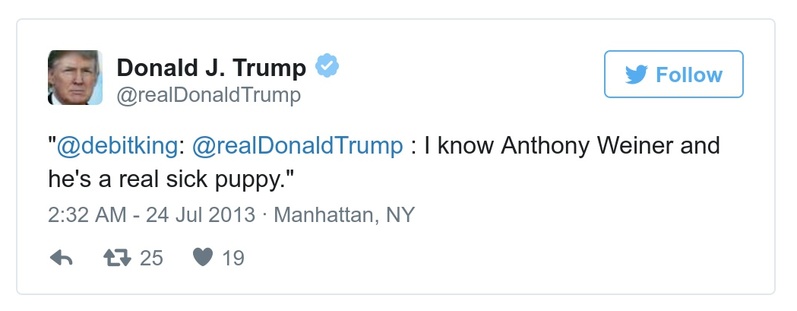 Donald J. Trump
@realDonaldTrump
Follow
"@debitking: @realDonaldTrump : I know Anthony Weiner and
he's a real sick puppy."
2:32 AM - 24 Jul 2013 · Manhattan, NY
25 19